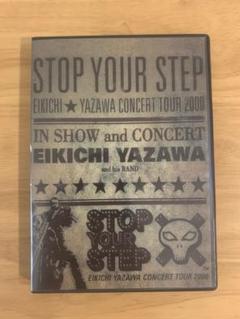 STOP YOUR STEP
EIKICHI★YAZAWA CONCERT TOUR 2000
IN SHOW and CONCERT
EIKICHI YAZAWA
and his BAND
★★★★★★★★★
STOP
YOUR
STEP
EIKICHI YAZAWA CONCERT TOUR 2000